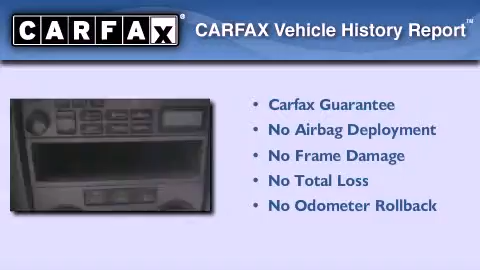 CARFAX® CARFAX Vehicle History Report™
• Carfax Guarantee
• No Airbag Deployment
• No Frame Damage
• No Total Loss
• No Odometer Rollback